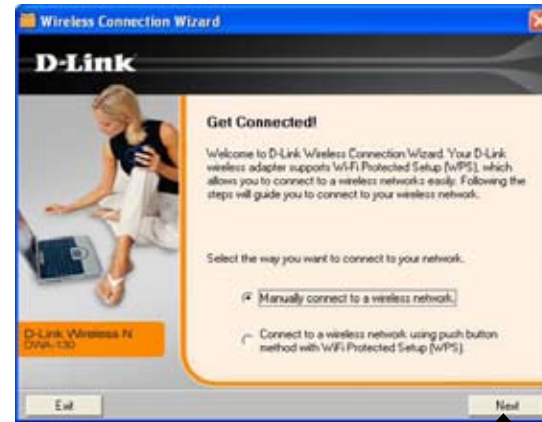 Wireless Connection Wizard
D-Link
Get Connected!
Welcome to D-Link Wireless Connection Wizard. Your D-Link
wireless adapter supports Wi-Fi Protected Setup (WPS), which
allows you to connect to a wireless networks easily. Following the
steps will guide you to connect to your wireless network.
Select the way you want to connect to your network.
Manually connect to a wireless network.
Connect to a wireless network using push button
method with WiFi Protected Setup (WPS).
D-Link Wireless N
DWA-130
Exit
Next